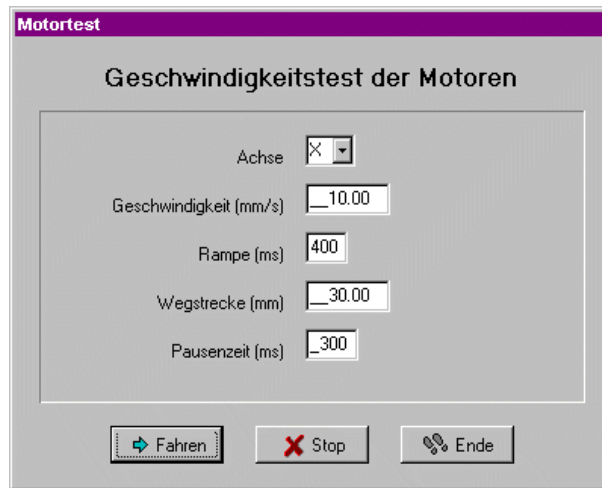 Motortest
Geschwindigkeitstest der Motoren
Achse X
Geschwindigkeit (mm/s) __10.00
Rampe (ms) 400
Wegstrecke (mm) __30.00
Pausenzeit (ms) _300
Fahren Stop Ende